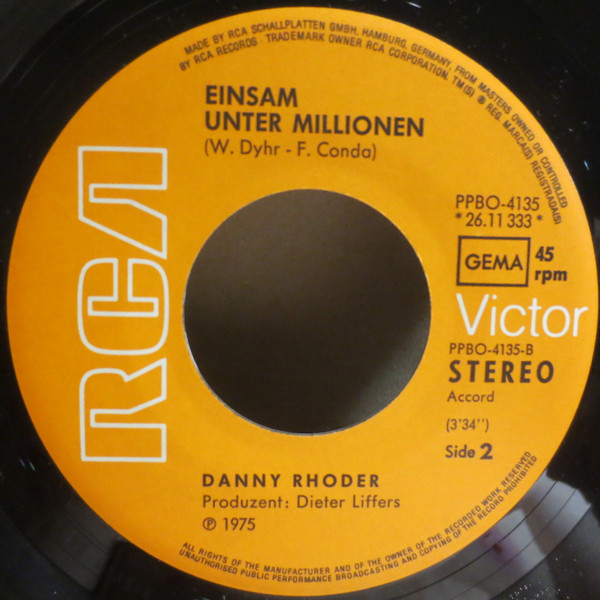 MADE BY RCA SCHALLPLATTEN GMBH, HAMBURG, GERMANY, FROM MASTERS OWNED OR CONTROLLED
BY RCA RECORDS · TRADEMARK OWNER RCA CORPORATION, TM(S) ® REG. MARCA(S) REGISTRADA(S)
EINSAM
UNTER MILLIONEN
(W. Dyhr - F. Conda)
RCA
PPBO-4135
* 26.11 333 *
GEMA 45
rpm
Victor
PPBO-4135-B
STEREO
Accord
(3'34'')
Side 2
DANNY RHODER
Produzent: Dieter Liffers
℗ 1975
ALL RIGHTS OF THE MANUFACTURER AND OF THE OWNER OF THE RECORDED WORK RESERVED
UNAUTHORISED PUBLIC PERFORMANCE BROADCASTING AND COPYING OF THE RECORD PROHIBITED